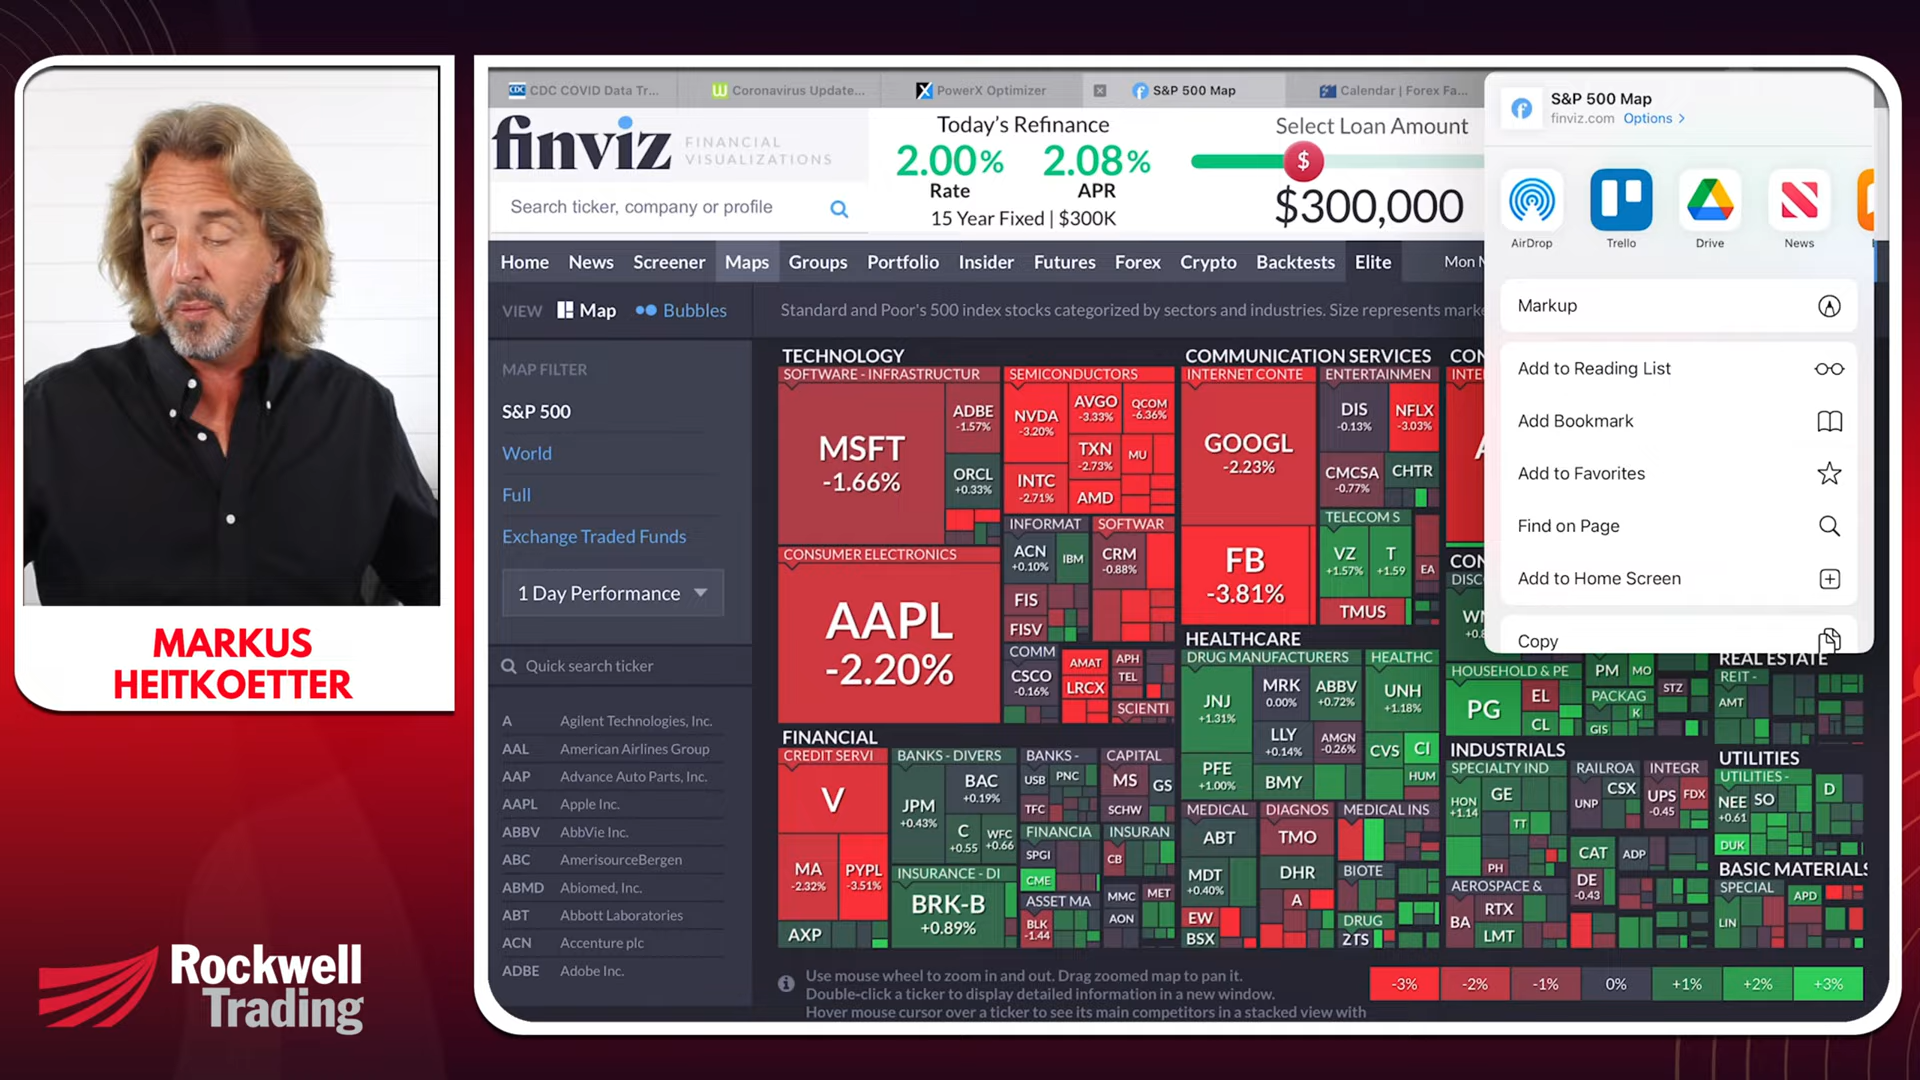 CDC COVID Data Tr...
Coronavirus Update...
PowerX Optimizer
S&P 500 Map
Calendar | Forex Fa...
finviz
FINANCIAL
VISUALIZATIONS
Search ticker, company or profile
Today's Refinance
2.00% 2.08%
Rate APR
15 Year Fixed | $300K
Select Loan Amount
$
$300,000
Home News Screener Maps Groups Portfolio Insider Futures Forex Crypto Backtests Elite
VIEW Map Bubbles
Standard and Poor's 500 index stocks categorized by sectors and industries. Size represents marke
MAP FILTER
S&P 500
World
Full
Exchange Traded Funds
1 Day Performance
Quick search ticker
A Agilent Technologies, Inc.
AAL American Airlines Group
AAP Advance Auto Parts, Inc.
AAPL Apple Inc.
ABBV AbbVie Inc.
ABC AmerisourceBergen
ABMD Abiomed, Inc.
ABT Abbott Laboratories
ACN Accenture plc
ADBE Adobe Inc.
TECHNOLOGY
SOFTWARE - INFRASTRUCTUR
MSFT
-1.66%
ADBE
-1.57%
ORCL
+0.33%
SEMICONDUCTORS
NVDA
-3.20%
AVGO
-3.33%
QCOM
-6.36%
TXN
-2.73%
MU
INTC
-2.71%
AMD
CONSUMER ELECTRONICS
AAPL
-2.20%
INFORMAT
ACN
+0.10%
IBM
FIS
FISV
SOFTWAR
CRM
-0.88%
COMM
CSCO
-0.16%
AMAT
LRCX
APH
TEL
SCIENTI
COMMUNICATION SERVICES
INTERNET CONTE
GOOGL
-2.23%
FB
-3.81%
ENTERTAINMEN
DIS
-0.13%
NFLX
-3.03%
CMCSA
-0.77%
CHTR
TELECOM S
VZ
+1.57%
T
+1.59
EA
TMUS
HEALTHCARE
DRUG MANUFACTURERS
JNJ
+1.31%
MRK
0.00%
ABBV
+0.72%
LLY
+0.14%
AMGN
-0.26%
PFE
+1.00%
BMY
HEALTHC
UNH
+1.18%
CVS
CI
HUM
MEDICAL
ABT
MDT
+0.40%
EW
BSX
DIAGNOS
TMO
DHR
A
MEDICAL INS
BIOTE
DRUG
ZTS
FINANCIAL
CREDIT SERVI
V
MA
-2.32%
PYPL
-3.51%
AXP
BANKS - DIVERS
JPM
+0.43%
BAC
+0.19%
C
+0.55
WFC
+0.66
INSURANCE - DI
BRK-B
+0.89%
BANKS -
USB
PNC
TFC
CAPITAL
MS
GS
SCHW
FINANCIA
SPGI
CME
INSURAN
CB
ASSET MA
BLK
-1.44
MMC
MET
AON
CON
INTE
CON
DISC
HOUSEHOLD & PE
PG
EL
CL
PM
MO
PACKAG
K
GIS
STZ
INDUSTRIALS
SPECIALTY IND
HON
+1.14
GE
TT
PH
RAILROA
UNP
CSX
INTEGR
UPS
-0.45
FDX
CAT
ADP
DE
-0.43
AEROSPACE &
BA
RTX
LMT
REAL ESTATE
REIT -
AMT
UTILITIES
UTILITIES -
NEE
+0.61
SO
D
DUK
BASIC MATERIALS
SPECIAL
LIN
APD
Use mouse wheel to zoom in and out. Drag zoomed map to pan it.
Double-click a ticker to display detailed information in a new window.
Hover mouse cursor over a ticker to see its main competitors in a stacked view with
-3% -2% -1% 0% +1% +2% +3%
S&P 500 Map
finviz.com Options >
AirDrop Trello Drive News
Markup
Add to Reading List
Add Bookmark
Add to Favorites
Find on Page
Add to Home Screen
Copy
MARKUS
HEITKOETTER
Rockwell
Trading